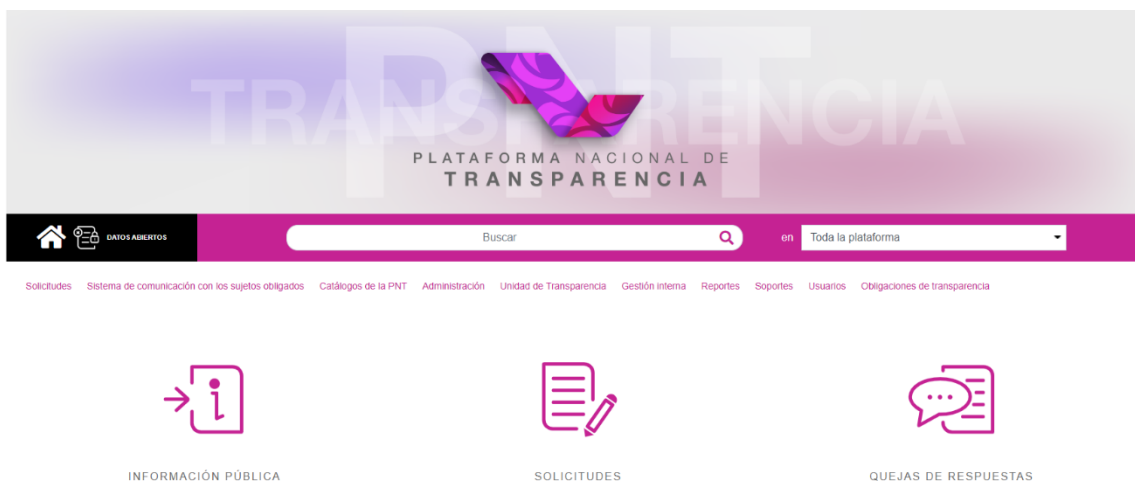 PNT
TRANSPARENCIA
PLATAFORMA NACIONAL DE
TRANSPARENCIA
DATOS ABIERTOS
Buscar
en
Toda la plataforma
Solicitudes Sistema de comunicación con los sujetos obligados Catálogos de la PNT Administración Unidad de Transparencia Gestión interna Reportes Soportes Usuarios Obligaciones de transparencia
INFORMACIÓN PÚBLICA
SOLICITUDES
QUEJAS DE RESPUESTAS